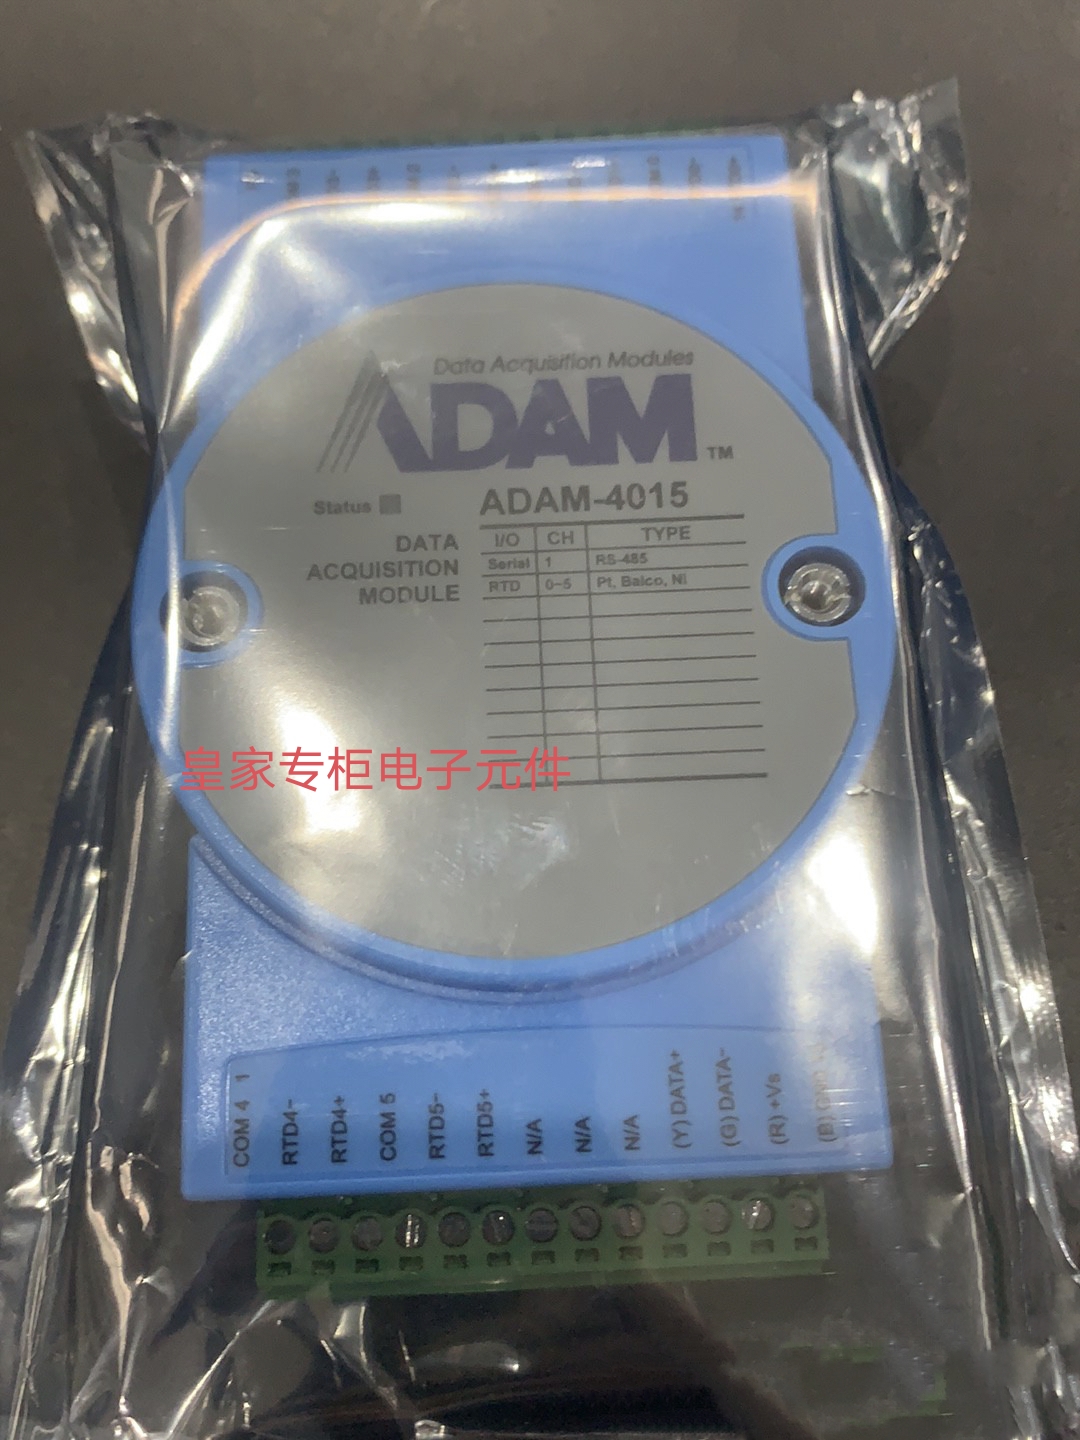 Data Acquisition Modules
ADAM TM
Status
ADAM-4015
DATA
ACQUISITION
MODULE
I/O CH TYPE
Serial 1 RS-485
RTD 0~5 Pt, Balco, Ni
皇家专柜电子元件
COM 4 1
RTD4-
RTD4+
COM 5
RTD5-
RTD5+
N/A
N/A
N/A
(Y) DATA+
(G) DATA-
(R) +Vs
(B) GND